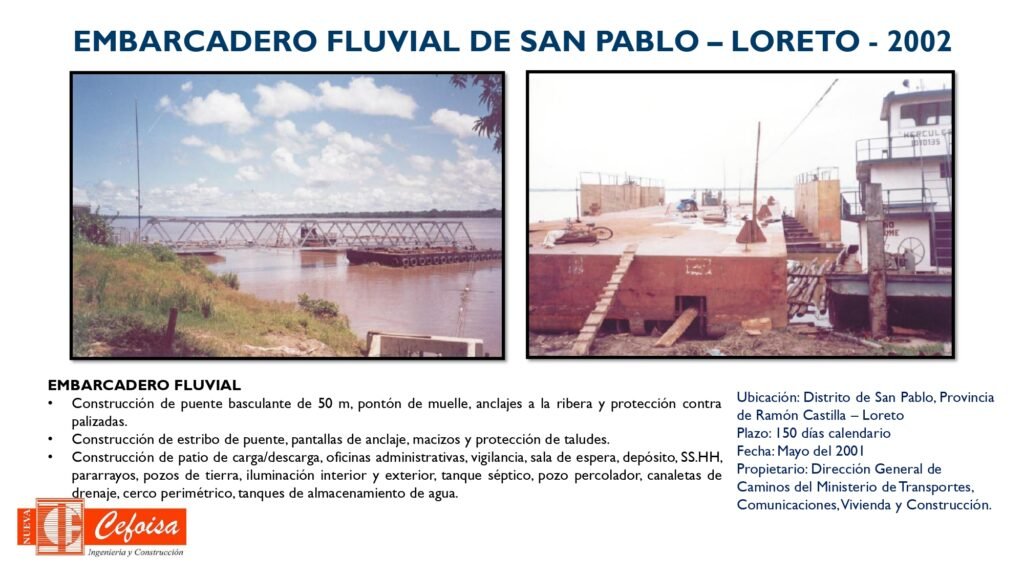 EMBARCADERO FLUVIAL DE SAN PABLO – LORETO - 2002
HERCULES
1010135
EMBARCADERO FLUVIAL
• Construcción de puente basculante de 50 m, pontón de muelle, anclajes a la ribera y protección contra
palizadas.
• Construcción de estribo de puente, pantallas de anclaje, macizos y protección de taludes.
• Construcción de patio de carga/descarga, oficinas administrativas, vigilancia, sala de espera, depósito, SS.HH,
pararrayos, pozos de tierra, iluminación interior y exterior, tanque séptico, pozo percolador, canaletas de
drenaje, cerco perimétrico, tanques de almacenamiento de agua.
Ubicación: Distrito de San Pablo, Provincia
de Ramón Castilla – Loreto
Plazo: 150 días calendario
Fecha: Mayo del 2001
Propietario: Dirección General de
Caminos del Ministerio de Transportes,
Comunicaciones, Vivienda y Construcción.
NUEVA
Cefoisa
Ingeniería y Construcción